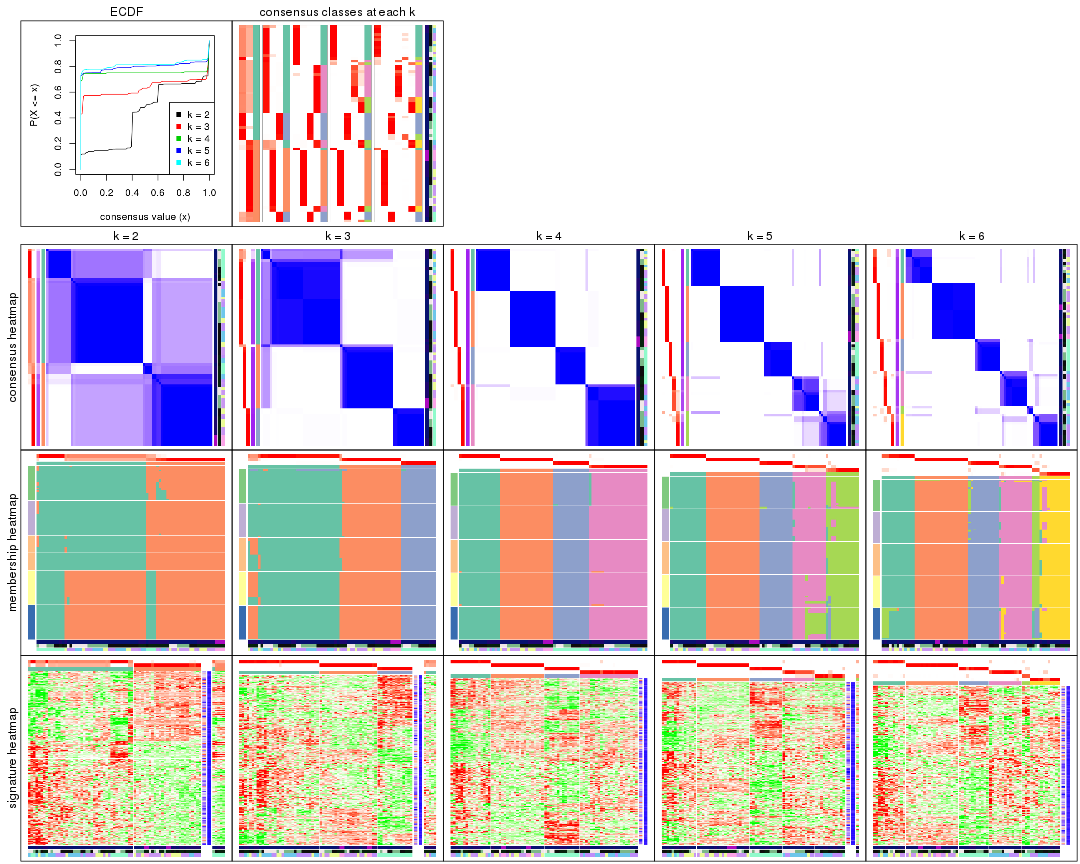 ECDF
consensus classes at each k
P(X <= x)
0.0 0.2 0.4 0.6 0.8 1.0
k = 2
k = 3
k = 4
k = 5
k = 6
0.0 0.2 0.4 0.6 0.8 1.0
consensus value (x)
k = 2
k = 3
k = 4
k = 5
k = 6
consensus heatmap
membership heatmap
signature heatmap